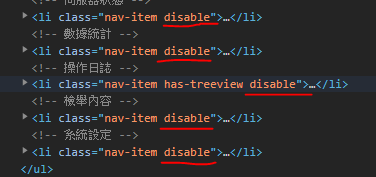 <!-- 伺服器狀態 -->
<li class="nav-item disable">…</li>
<!-- 數據統計 -->
<li class="nav-item disable">…</li>
<!-- 操作日誌 -->
<li class="nav-item has-treeview disable">…</li>
<!-- 檢舉內容 -->
<li class="nav-item disable">…</li>
<!-- 系統設定 -->
<li class="nav-item disable">…</li>
</ul>